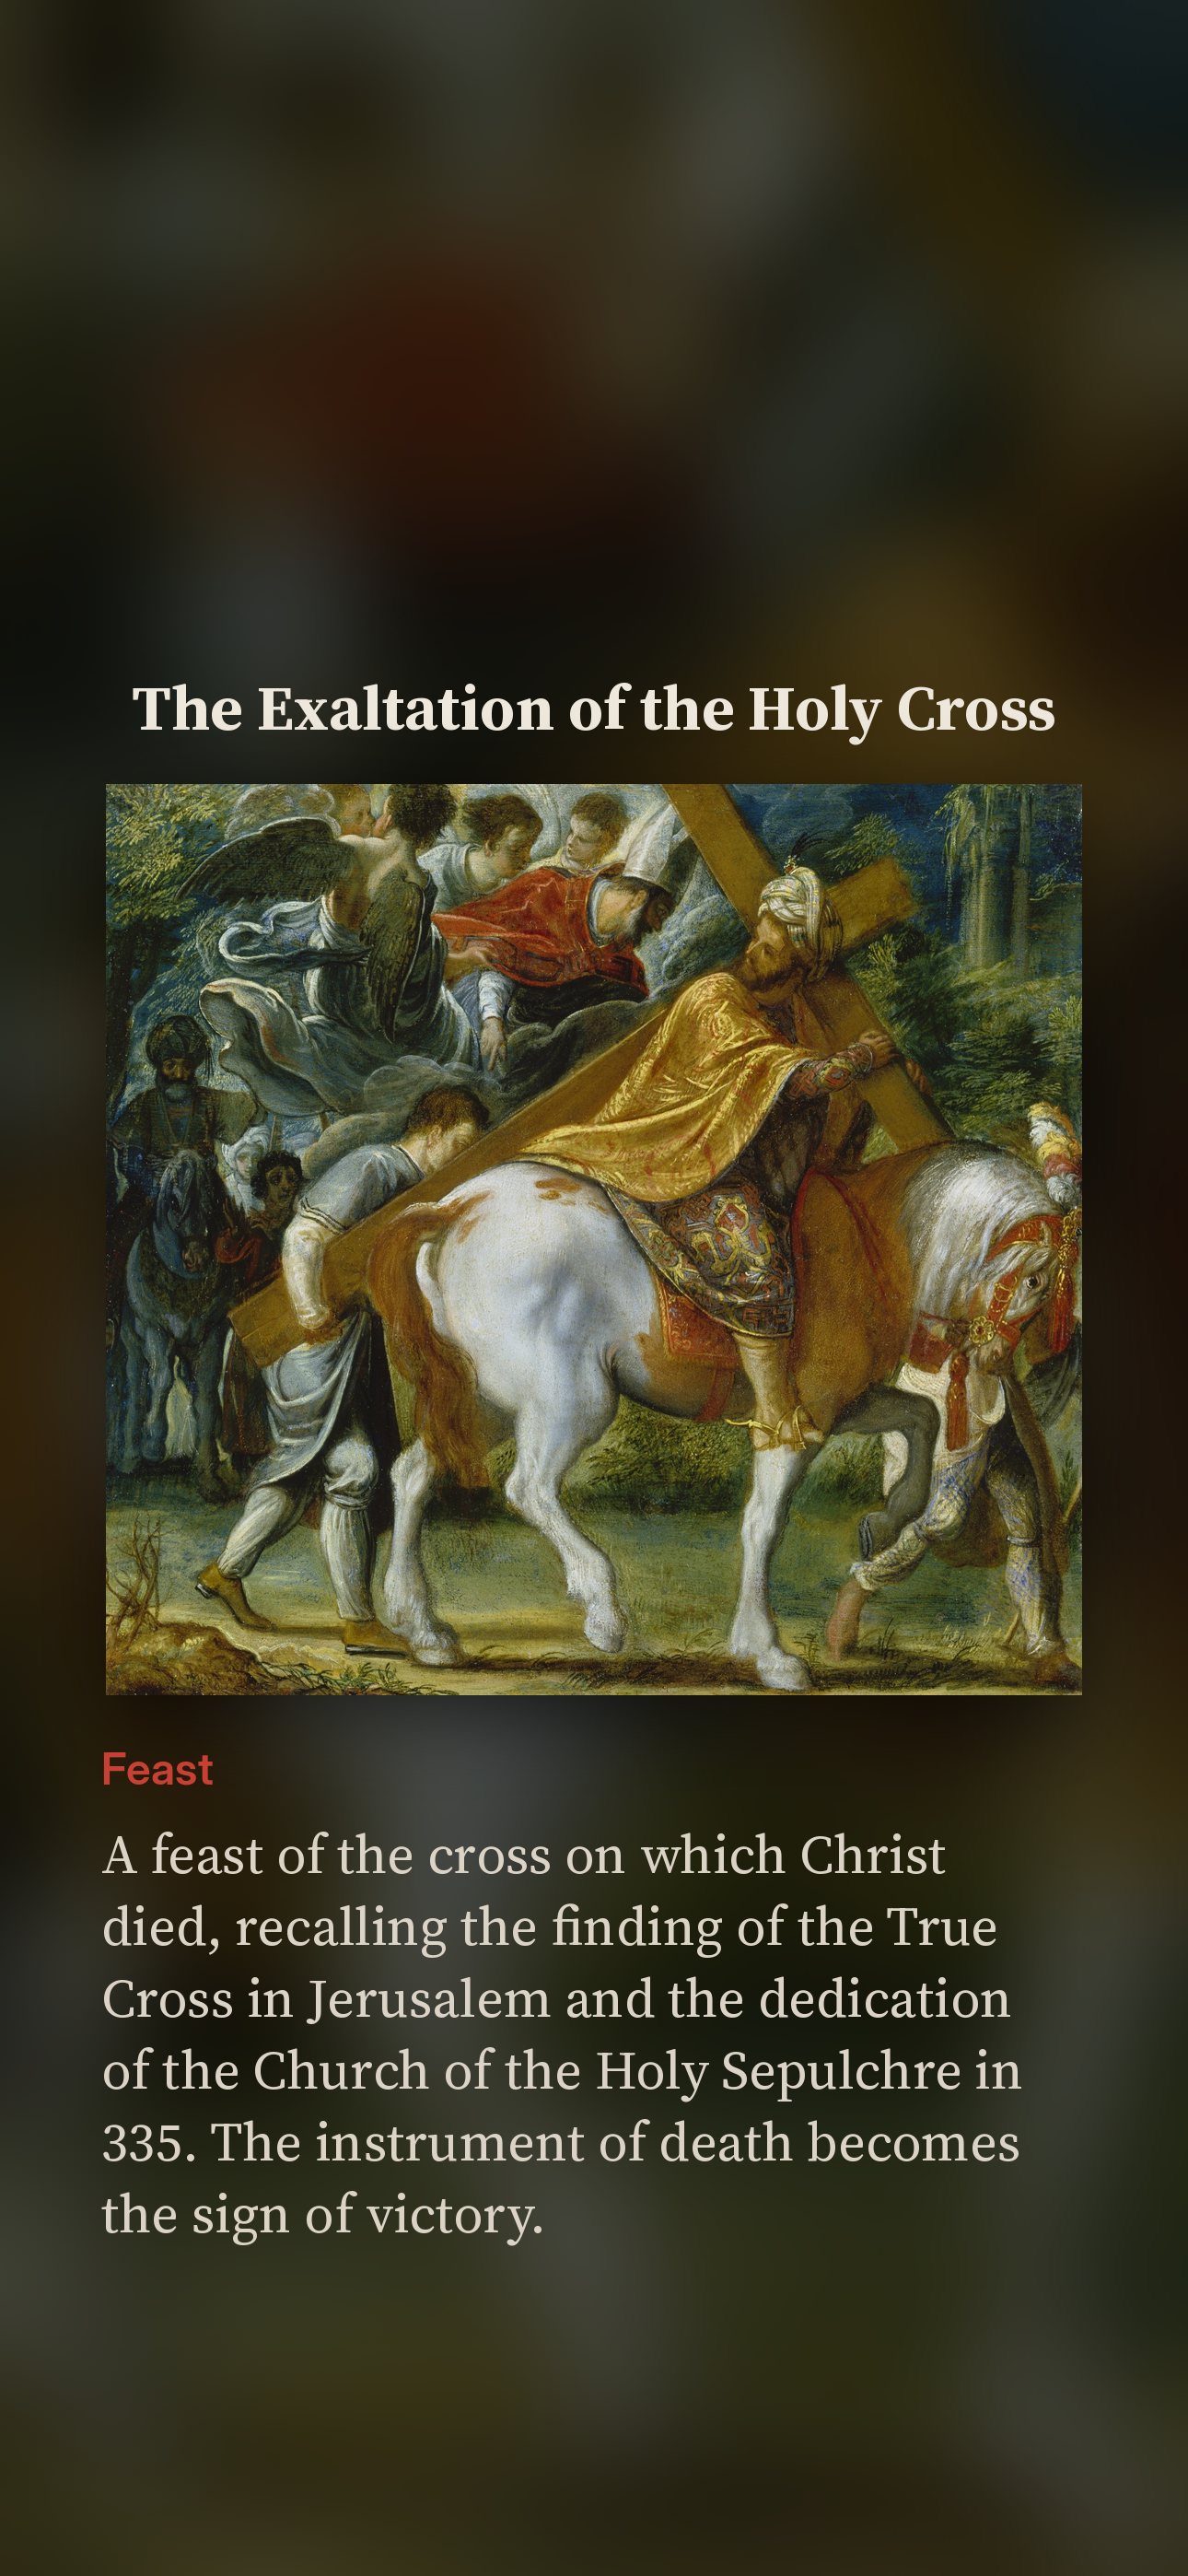 The Exaltation of the Holy Cross
Feast
A feast of the cross on which Christ
died, recalling the finding of the True
Cross in Jerusalem and the dedication
of the Church of the Holy Sepulchre in
335. The instrument of death becomes
the sign of victory.